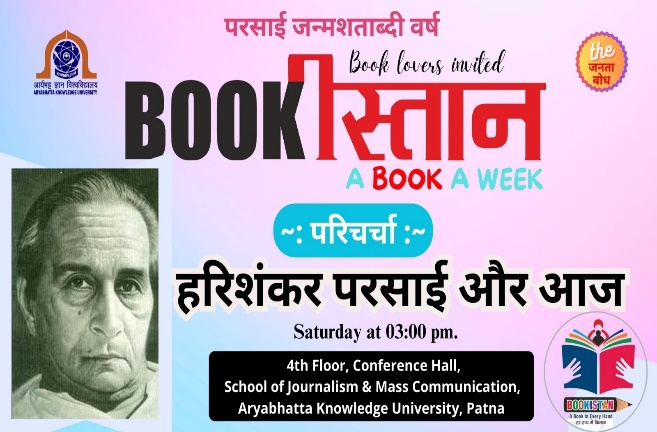 परसाई जन्मशताब्दी वर्ष
आर्यभट्ट ज्ञान विश्वविद्यालय
ARYABHATTA KNOWLEDGE UNIVERSITY
Book lovers invited
the
जनता
बोध
BOOKीस्तान
A BOOK A WEEK
~: परिचर्चा :~
हरिशंकर परसाई और आज
Saturday at 03:00 pm.
4th Floor, Conference Hall,
School of Journalism & Mass Communication,
Aryabhatta Knowledge University, Patna
BOOKISTAN
A Book in Every Hand
हर हाथ में किताब